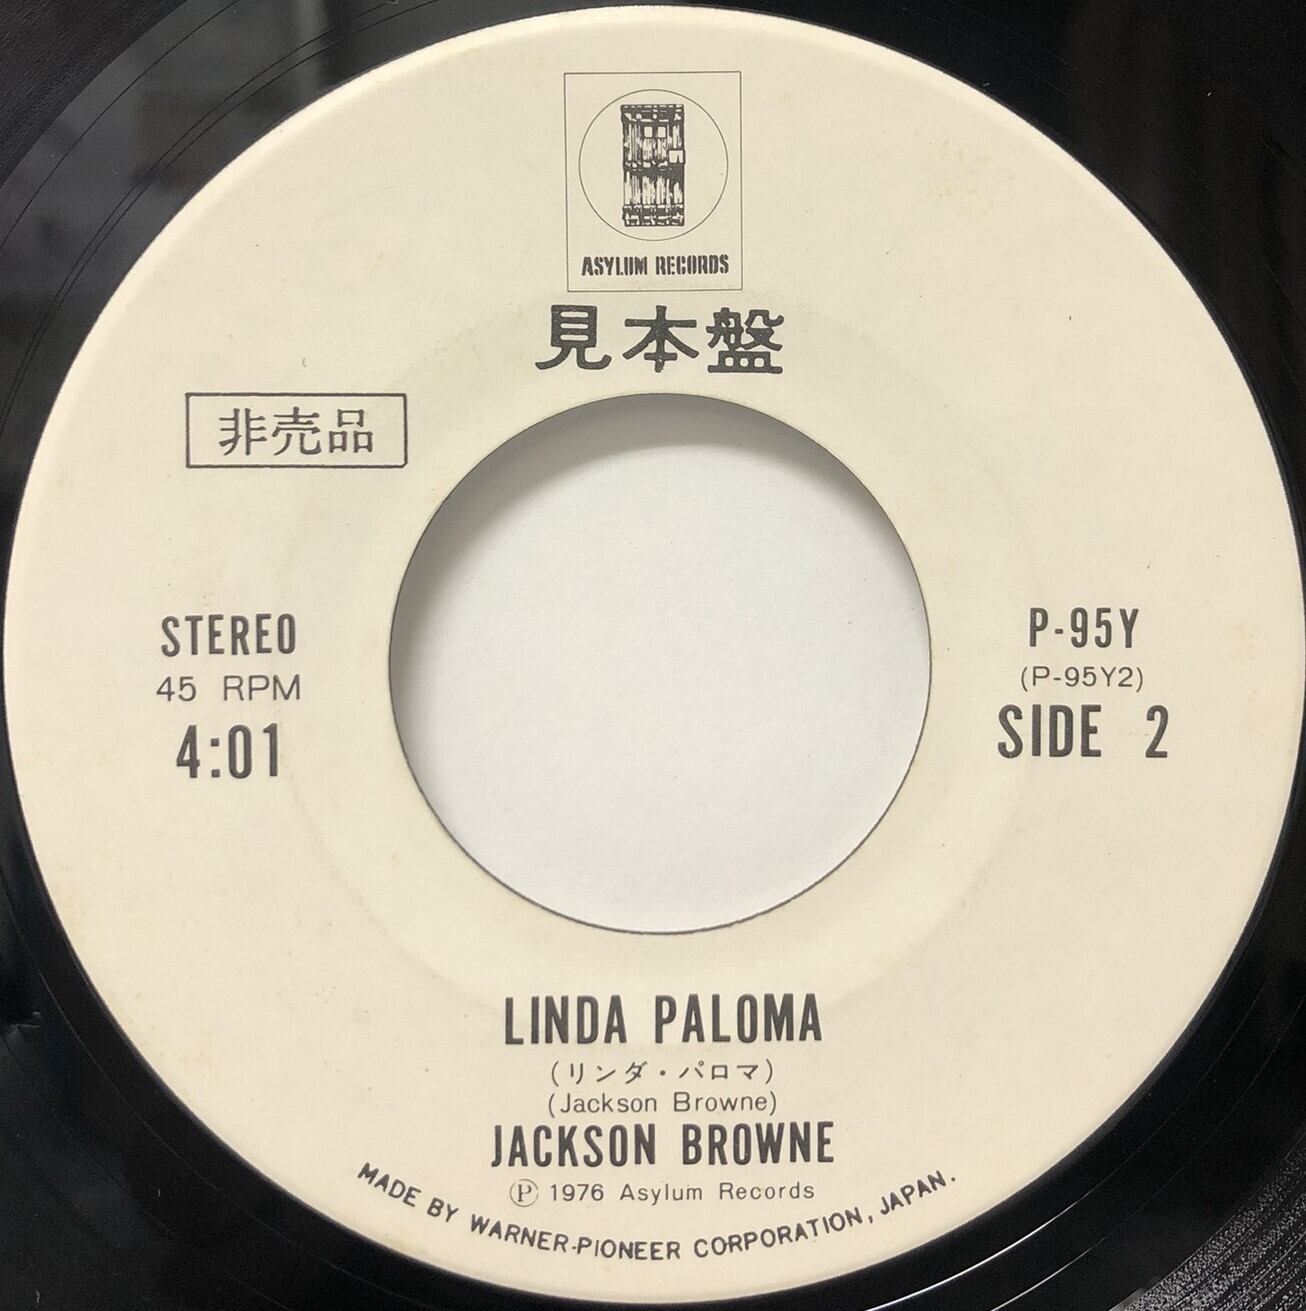 ASYLUM RECORDS
見本盤
非売品
STEREO
45 RPM
4:01
P-95Y
(P-95Y2)
SIDE 2
LINDA PALOMA
(リンダ・パロマ)
(Jackson Browne)
JACKSON BROWNE
Ⓟ 1976 Asylum Records
MADE BY WARNER-PIONEER CORPORATION, JAPAN.